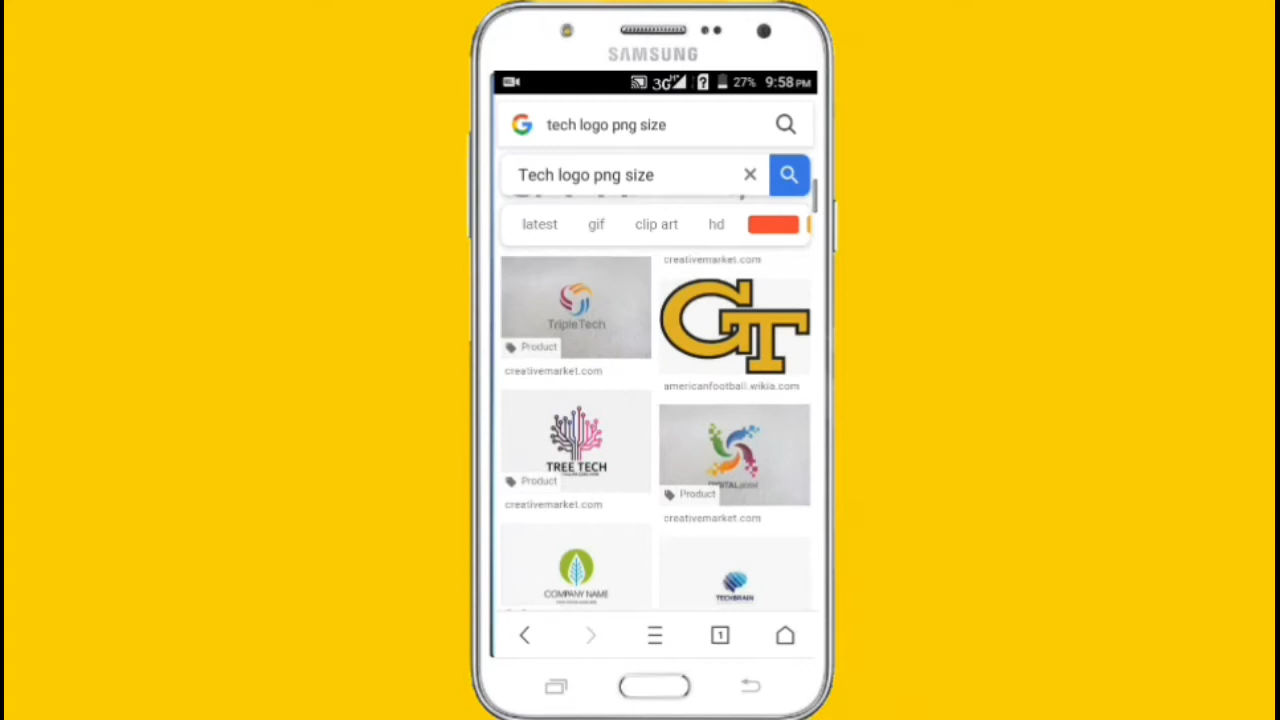 SAMSUNG
3G H+ ? 27% 9:58 PM
tech logo png size
Tech logo png size
latest gif clip art hd
creativemarket.com
TripleTech
Product
creativemarket.com
GT
americanfootball.wikia.com
TREE TECH
Product
creativemarket.com
DIGITAL pixel
Product
creativemarket.com
COMPANY NAME
TECHBRAIN
1